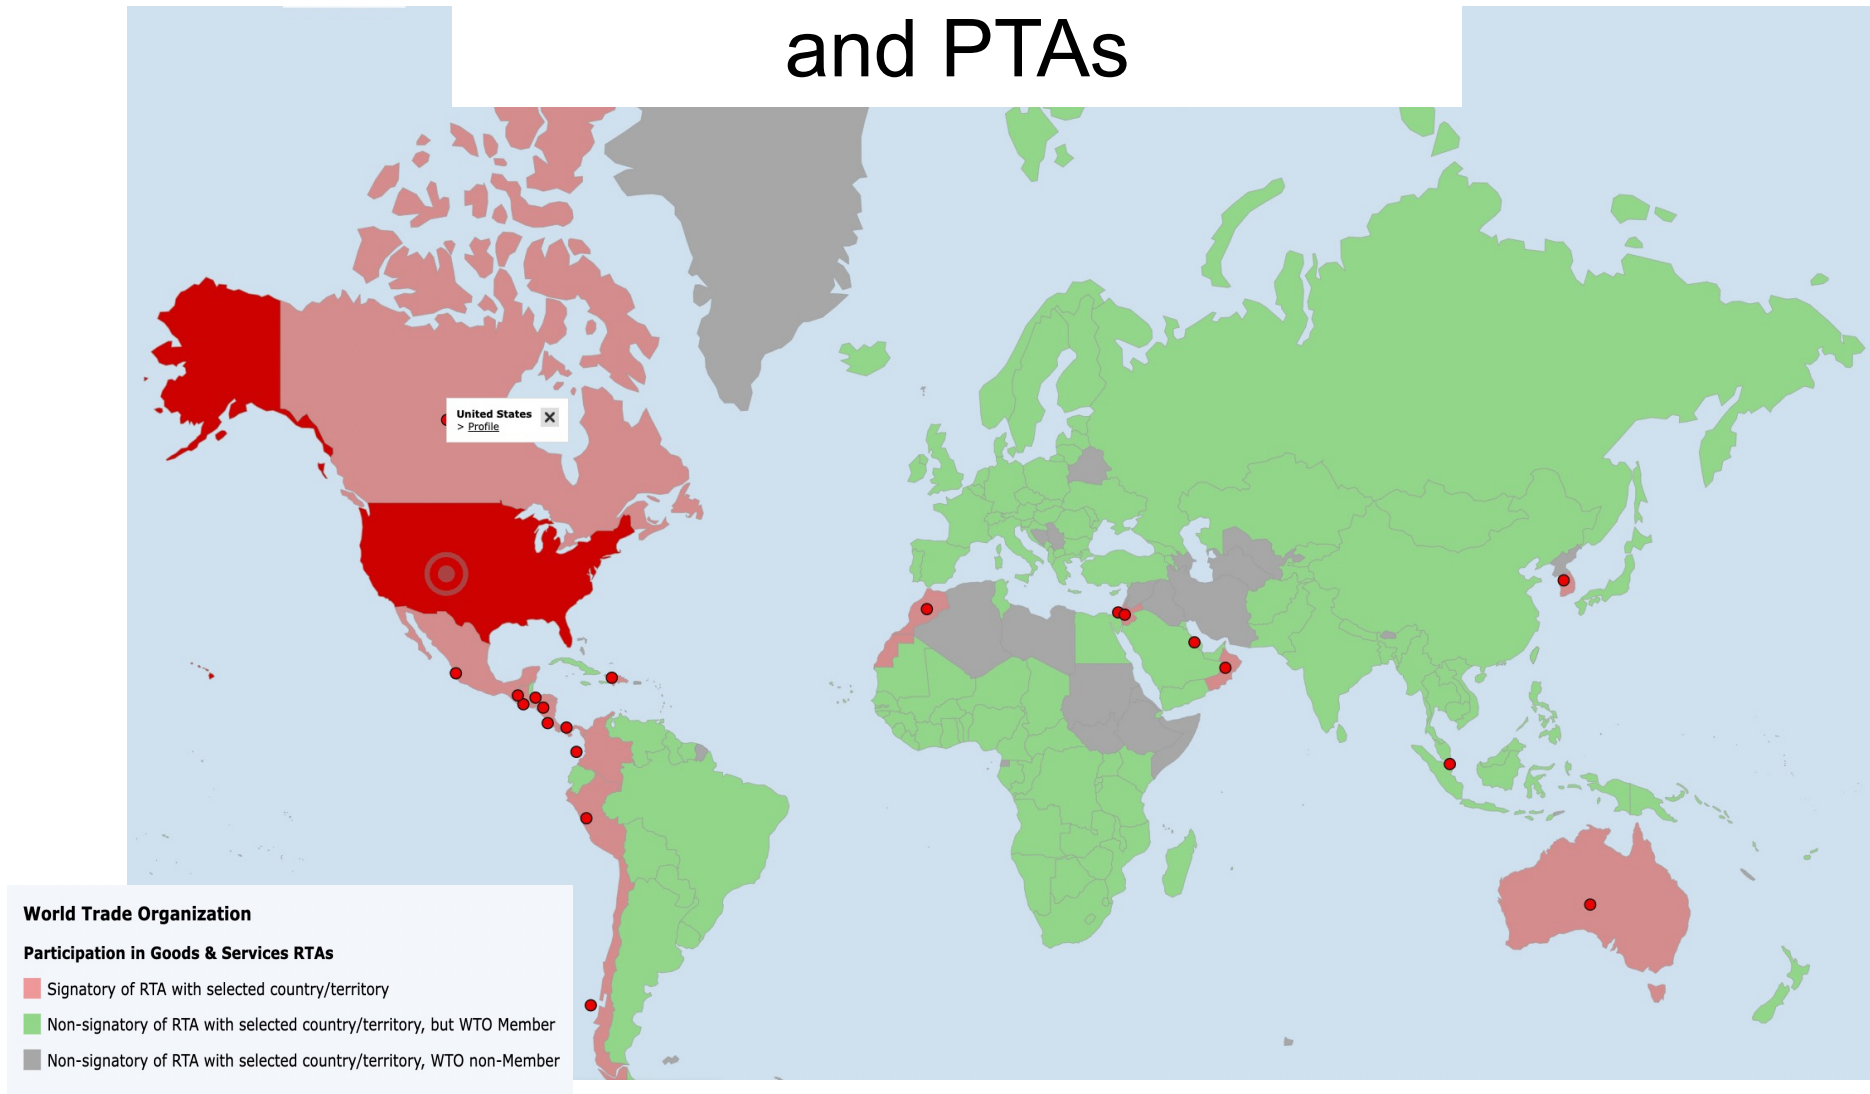 and PTAs
United States
> Profile
World Trade Organization
Participation in Goods & Services RTAs
Signatory of RTA with selected country/territory
Non-signatory of RTA with selected country/territory, but WTO Member
Non-signatory of RTA with selected country/territory, WTO non-Member